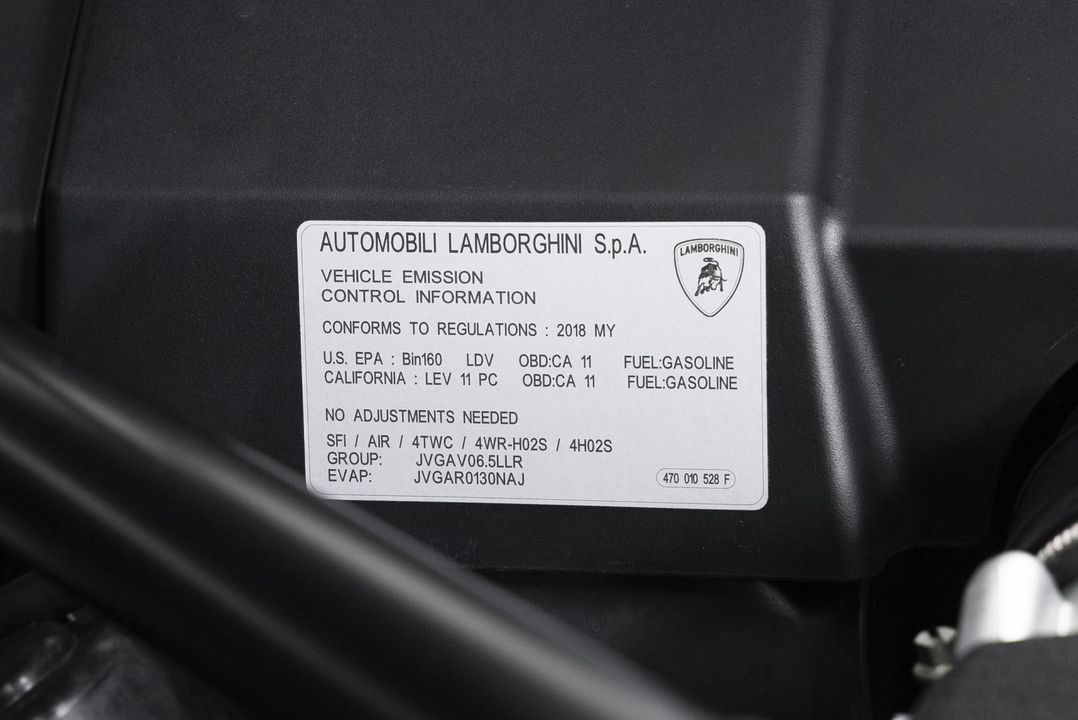 AUTOMOBILI LAMBORGHINI S.p.A.
LAMBORGHINI
VEHICLE EMISSION
CONTROL INFORMATION
CONFORMS TO REGULATIONS : 2018 MY
U.S. EPA : Bin160 LDV OBD:CA 11 FUEL:GASOLINE
CALIFORNIA : LEV 11 PC OBD:CA 11 FUEL:GASOLINE
NO ADJUSTMENTS NEEDED
SFI / AIR / 4TWC / 4WR-H02S / 4H02S
GROUP: JVGAV06.5LLR
EVAP: JVGAR0130NAJ
470 010 528 F